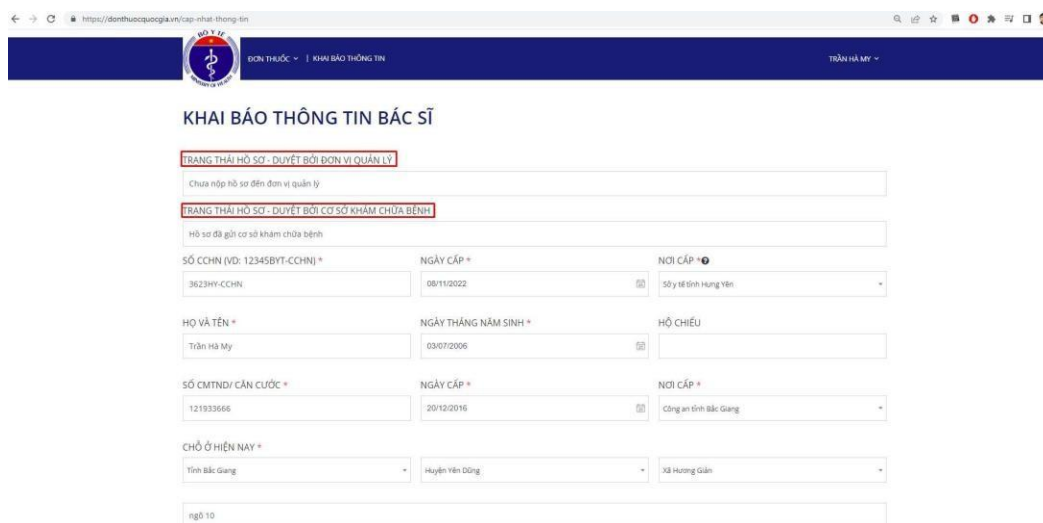 https://donthuocquocgia.vn/cap-nhat-thong-tin
BỘ Y TẾ
MINISTRY OF HEALTH
ĐƠN THUỐC | KHAI BÁO THÔNG TIN
TRẦN HÀ MY
KHAI BÁO THÔNG TIN BÁC SĨ
TRẠNG THÁI HỒ SƠ - DUYỆT BỞI ĐƠN VỊ QUẢN LÝ
Chưa nộp hồ sơ đến đơn vị quản lý
TRẠNG THÁI HỒ SƠ - DUYỆT BỞI CƠ SỞ KHÁM CHỮA BỆNH
Hồ sơ đã gửi cơ sở khám chữa bệnh
SỐ CCHN (VD: 12345BYT-CCHN) * NGÀY CẤP * NƠI CẤP *
3623HY-CCHN 08/11/2022 Sở y tế tỉnh Hưng Yên
HỌ VÀ TÊN * NGÀY THÁNG NĂM SINH * HỘ CHIẾU
Trần Hà My 03/07/2006
SỐ CMTND/ CĂN CƯỚC * NGÀY CẤP * NƠI CẤP *
121933666 20/12/2016 Công an tỉnh Bắc Giang
CHỖ Ở HIỆN NAY *
Tỉnh Bắc Giang Huyện Yên Dũng Xã Hương Gián
ngõ 10